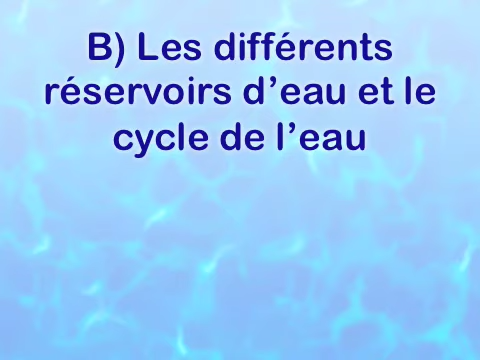 B) Les différents
réservoirs d’eau et le
cycle de l’eau